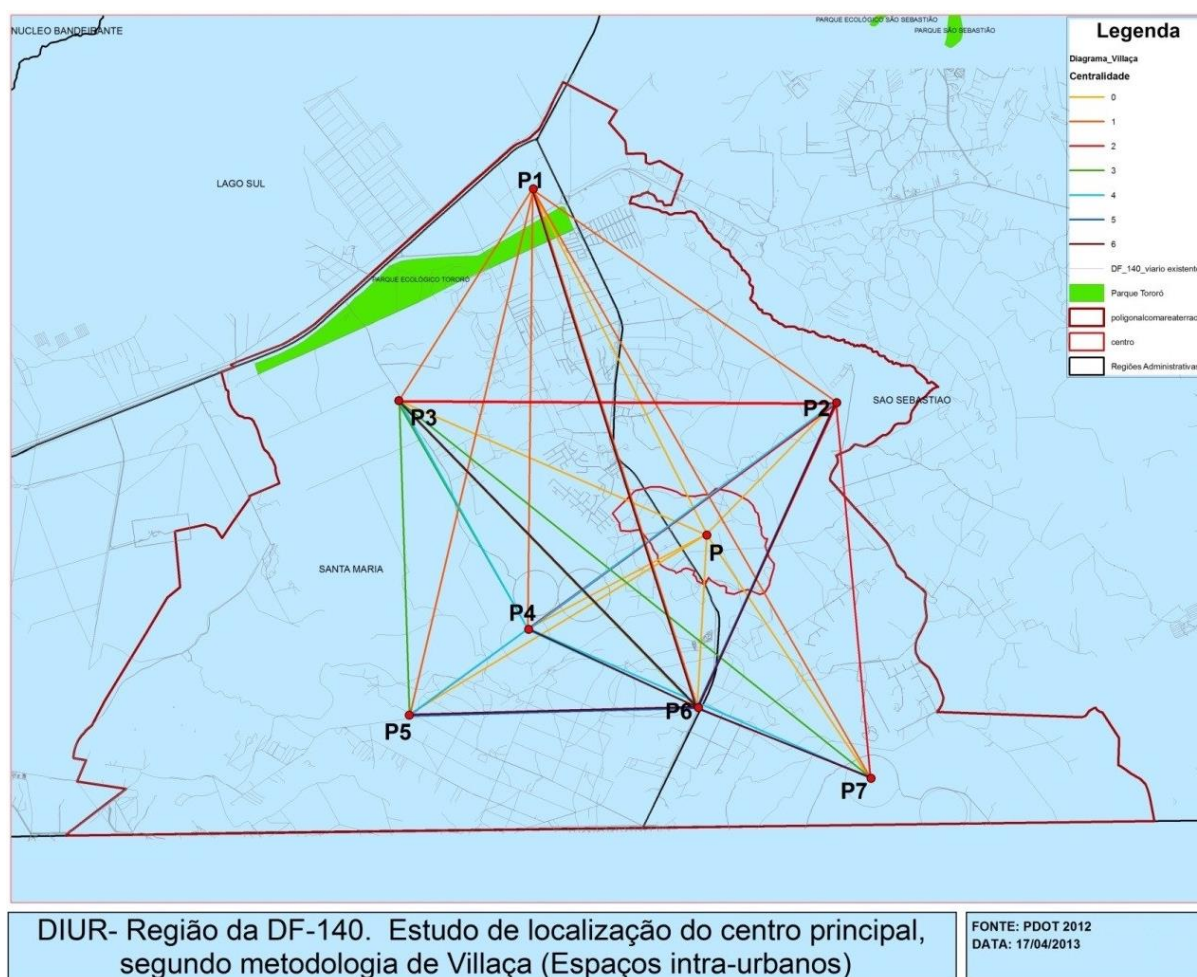 NUCLEO BANDEIRANTE
PARQUE ECOLÓGICO SÃO SEBASTIÃO
PARQUE SÃO SEBASTIÃO
Legenda
Diagrama_Villaça
Centralidade
0
1
2
3
4
5
6
DF_140_viario existente
Parque Tororó
poligonalcomareaterrac
centro
Regiões Administrativas
LAGO SUL
P1
PARQUE ECOLÓGICO TORORÓ
P3
P2
SAO SEBASTIAO
P
SANTA MARIA
P4
P6
P5
P7
DIUR- Região da DF-140. Estudo de localização do centro principal,
segundo metodologia de Villaça (Espaços intra-urbanos)
FONTE: PDOT 2012
DATA: 17/04/2013